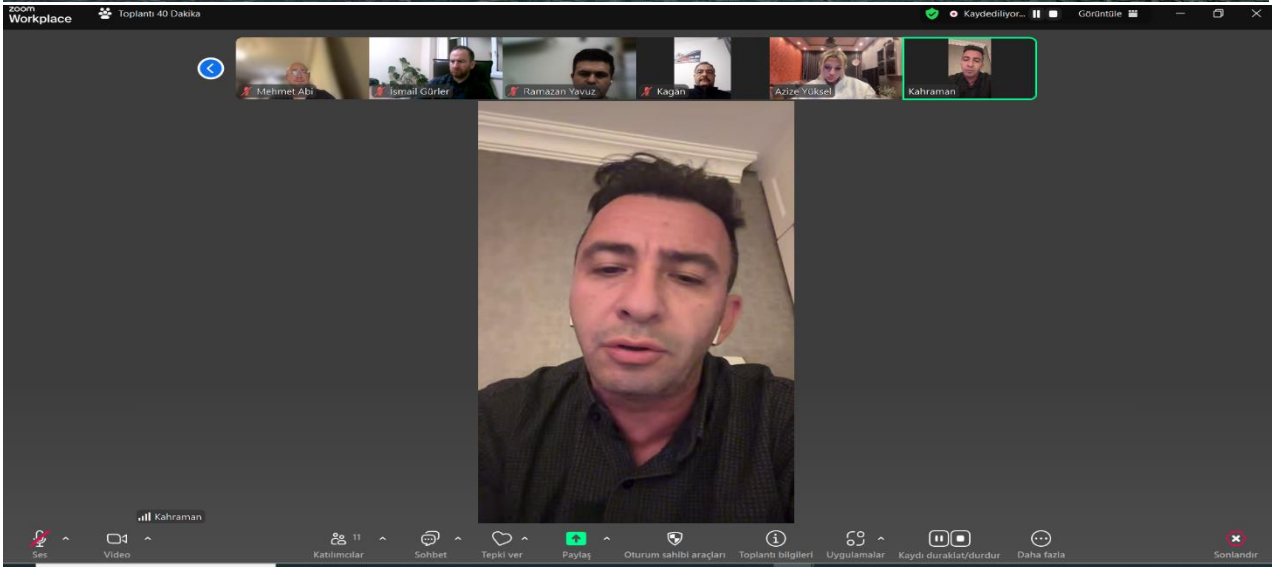 zoom
Workplace
Toplantı 40 Dakika
Kaydediliyor...
Görüntüle
Mehmet Abi
İsmail Gürler
Ramazan Yavuz
Kagan
Azize Yüksel
Kahraman
Kahraman
Ses
Video
11
Katılımcılar
Sohbet
Tepki ver
Paylaş
Oturum sahibi araçları
Toplantı bilgileri
Uygulamalar
Kaydı duraklat/durdur
Daha fazla
Sonlandır